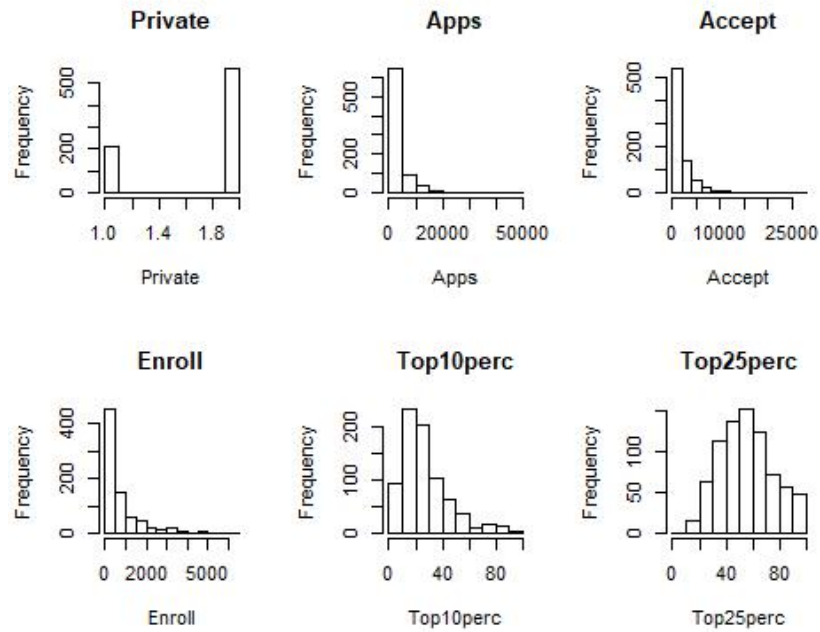 Private
Frequency
0 200 500
1.0 1.4 1.8
Private
Apps
Frequency
0 200 500
0 20000 50000
Apps
Accept
Frequency
0 200 500
0 10000 25000
Accept
Enroll
Frequency
0 200 400
0 2000 5000
Enroll
Top10perc
Frequency
0 100 200
0 40 80
Top10perc
Top25perc
Frequency
0 50 100
0 40 80
Top25perc